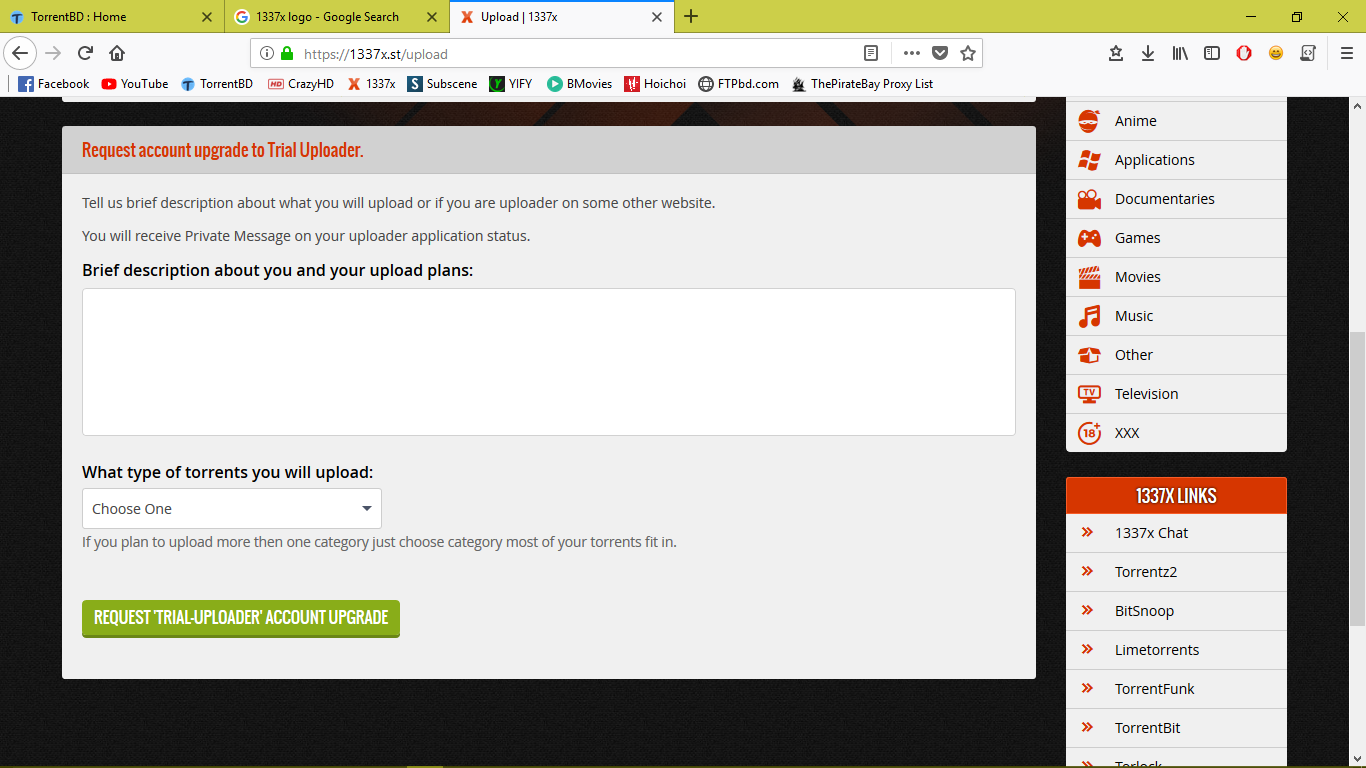 TorrentBD : Home
1337x logo - Google Search
Upload | 1337x
https://1337x.st/upload
Facebook
YouTube
TorrentBD
HD
CrazyHD
1337x
S
Subscene
Y
YIFY
BMovies
Hoichoi
FTPbd.com
ThePirateBay Proxy List
Request account upgrade to Trial Uploader.
Tell us brief description about what you will upload or if you are uploader on some other website.
You will receive Private Message on your uploader application status.
Brief description about you and your upload plans:
What type of torrents you will upload:
Choose One
If you plan to upload more then one category just choose category most of your torrents fit in.
REQUEST 'TRIAL-UPLOADER' ACCOUNT UPGRADE
Anime
Applications
Documentaries
Games
Movies
Music
Other
TV
Television
18+
XXX
1337X LINKS
1337x Chat
Torrentz2
BitSnoop
Limetorrents
TorrentFunk
TorrentBit
Torlock